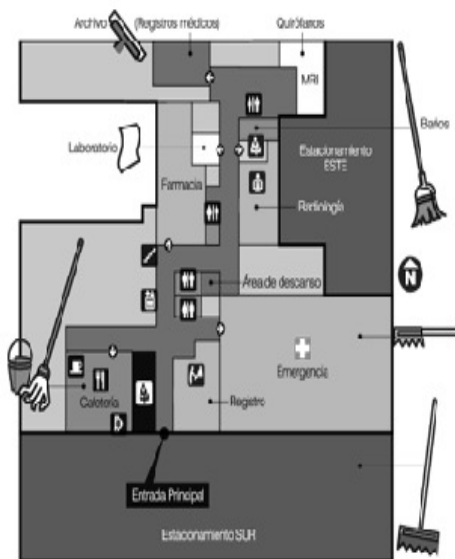 Archivo (Registros médicos) Quirófanos
MRI
Laboratorio
Baños
Estacionamiento
ESTE
Farmacia
Radiología
Área de descanso
N
Emergencia
Cafetería
Registro
Entrada Principal
Estacionamiento SUR